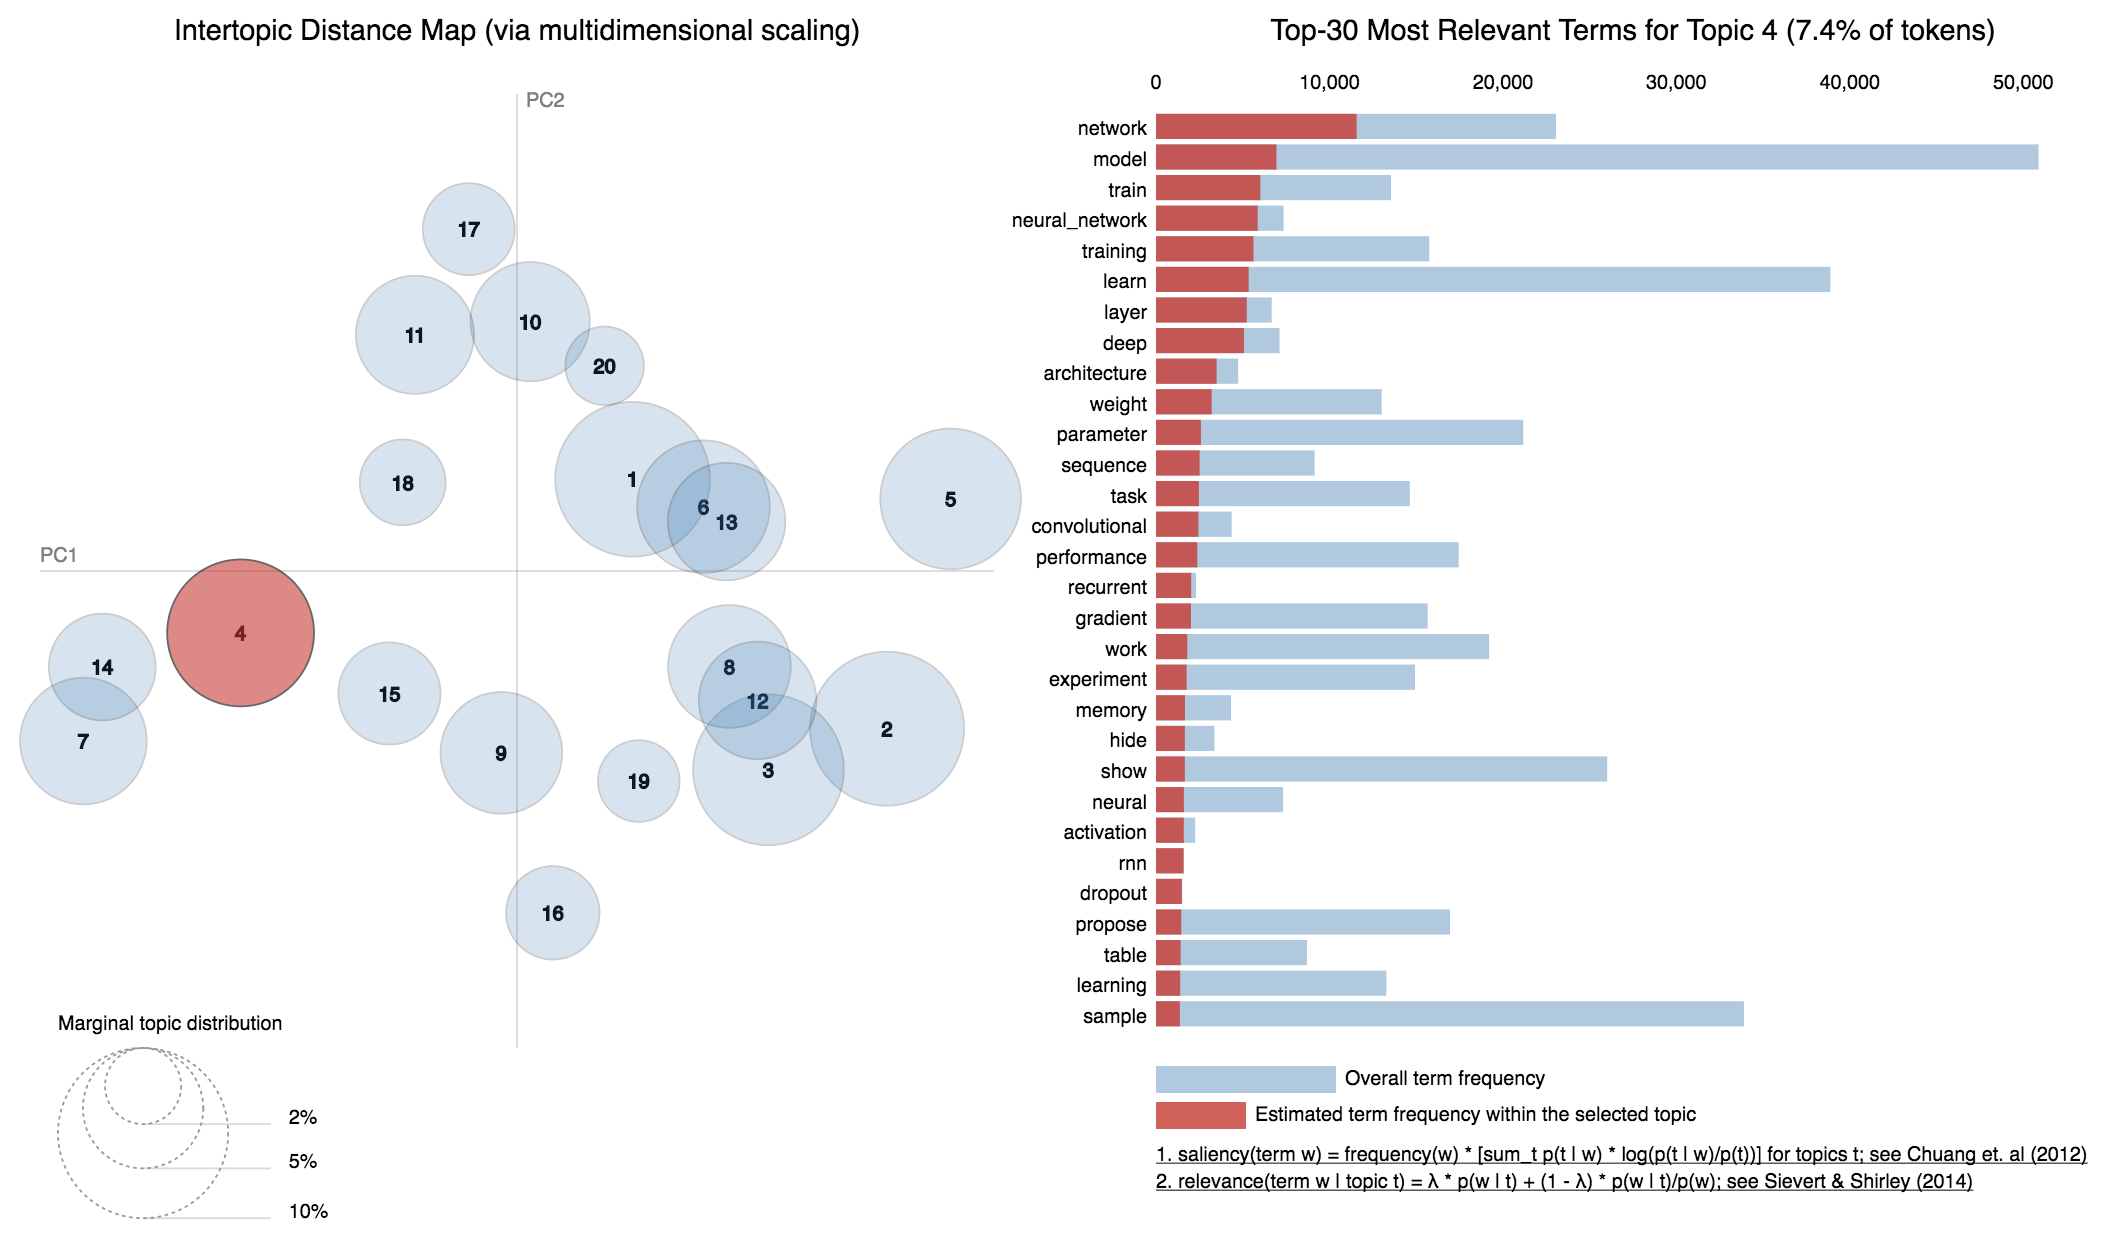 Intertopic Distance Map (via multidimensional scaling)
PC2
PC1
17
11
10
20
18
1
6
13
5
4
14
7
15
9
8
12
2
3
19
16
Marginal topic distribution
2%
5%
10%
Top-30 Most Relevant Terms for Topic 4 (7.4% of tokens)
0 10,000 20,000 30,000 40,000 50,000
network
model
train
neural_network
training
learn
layer
deep
architecture
weight
parameter
sequence
task
convolutional
performance
recurrent
gradient
work
experiment
memory
hide
show
neural
activation
rnn
dropout
propose
table
learning
sample
Overall term frequency
Estimated term frequency within the selected topic
1. saliency(term w) = frequency(w) * [sum_t p(t | w) * log(p(t | w)/p(t))] for topics t; see Chuang et. al (2012)
2. relevance(term w | topic t) = λ * p(w | t) + (1 - λ) * p(w | t)/p(w); see Sievert & Shirley (2014)